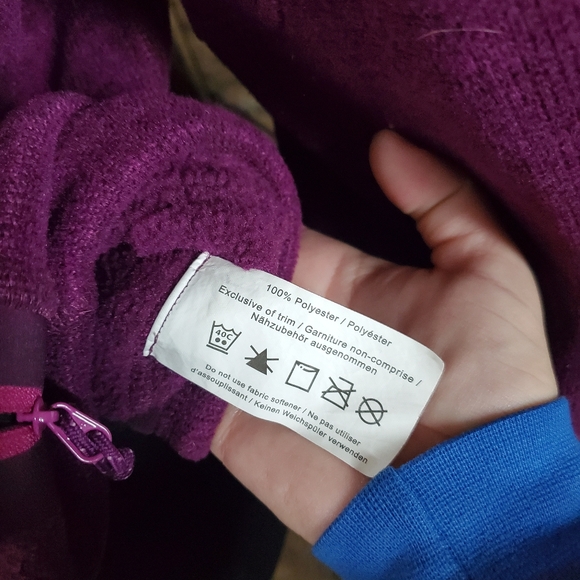 100% Polyester / Polyéster
Exclusive of trim / Garniture non-comprise /
Nähzubehör ausgenommen
40C
Do not use fabric softener / Ne pas utiliser
d'assouplissant / Keinen Weichspüler verwenden